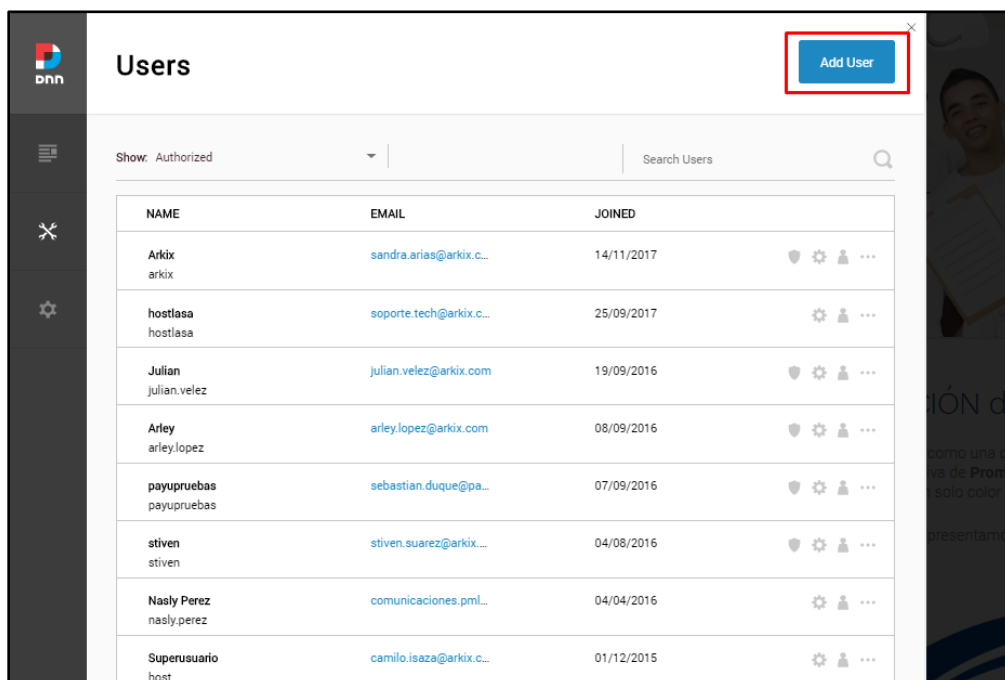 Users
Add User
DNN
Show: Authorized
Search Users
NAME EMAIL JOINED
Arkix sandra.arias@arkix.c... 14/11/2017
arkix
hostlasa soporte.tech@arkix.c... 25/09/2017
hostlasa
Julian julian.velez@arkix.com 19/09/2016
julian.velez
Arley arley.lopez@arkix.com 08/09/2016
arley.lopez
payupruebas sebastian.duque@pa... 07/09/2016
payupruebas
stiven stiven.suarez@arkix.... 04/08/2016
stiven
Nasly Perez comunicaciones.pml... 04/04/2016
nasly.perez
Superusuario camilo.isaza@arkix.c... 01/12/2015
host
IÓN d
como una
iva de Prom
solo color
presentamo